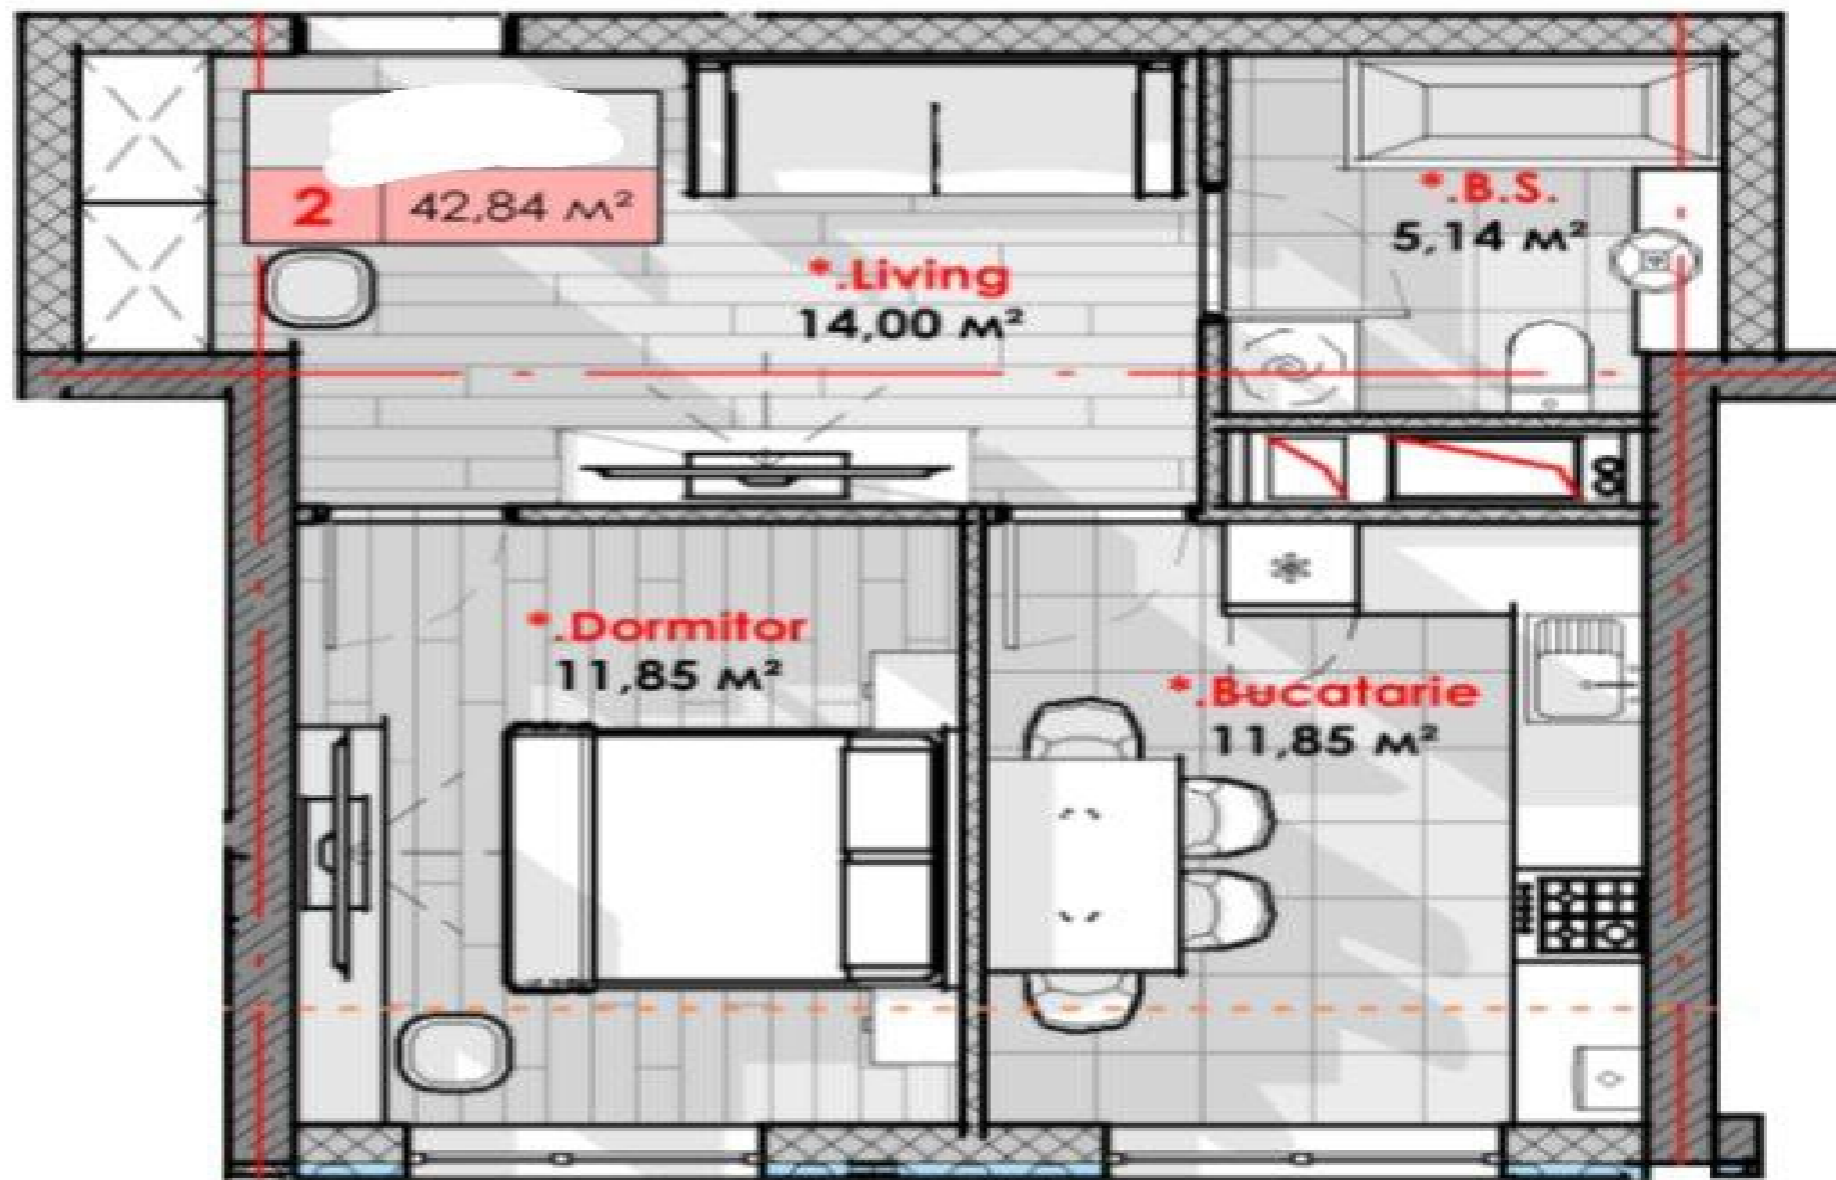 2 42,84 м²
*.Living
14,00 м²
*.B.S.
5,14 м²
*.Dormitor
11,85 м²
*.Bucatarie
11,85 м²